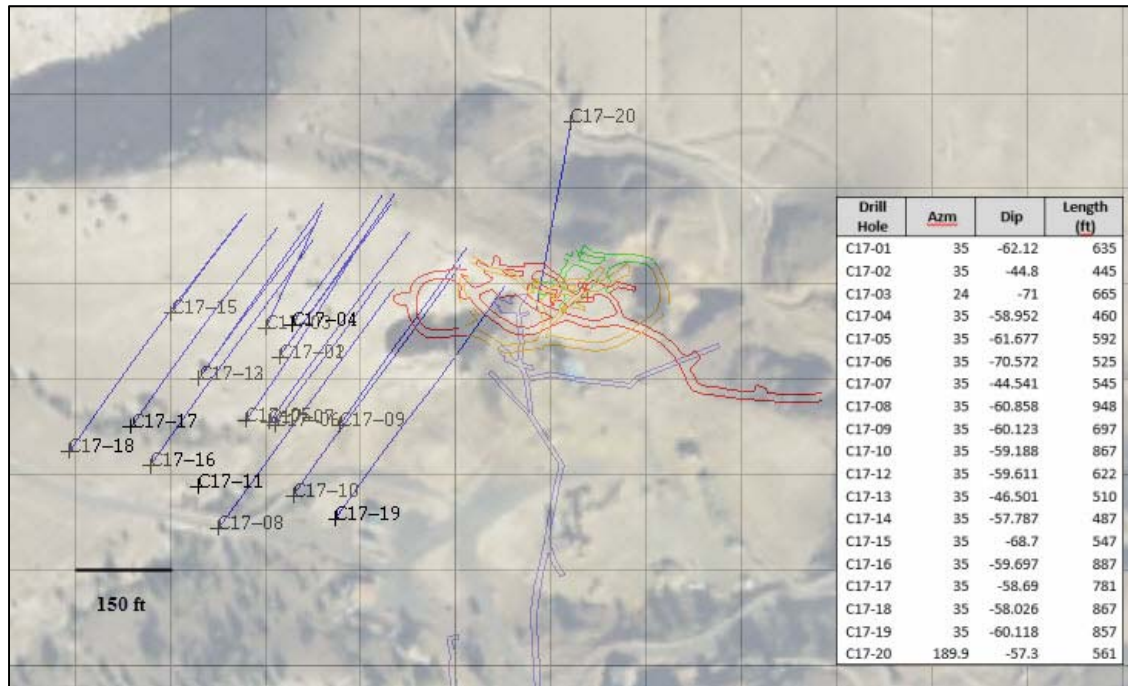 C17-20
C17-15
C17-04
C17-13
C17-09
C17-17
C17-18
C17-16
C17-11
C17-10
C17-08
C17-19
150 ft
Drill Hole Azm Dip Length (ft)
C17-01 35 -62.12 635
C17-02 35 -44.8 445
C17-03 24 -71 665
C17-04 35 -58.952 460
C17-05 35 -61.677 592
C17-06 35 -70.572 525
C17-07 35 -44.541 545
C17-08 35 -60.858 948
C17-09 35 -60.123 697
C17-10 35 -59.188 867
C17-12 35 -59.611 622
C17-13 35 -46.501 510
C17-14 35 -57.787 487
C17-15 35 -68.7 547
C17-16 35 -59.697 887
C17-17 35 -58.69 781
C17-18 35 -58.026 867
C17-19 35 -60.118 857
C17-20 189.9 -57.3 561